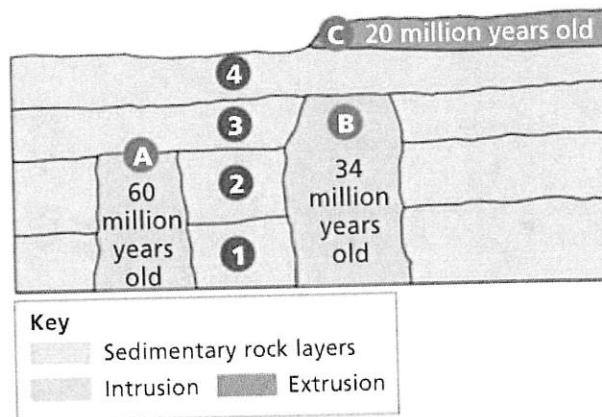 C 20 million years old
4
3
B
A
2
60
million
years
old
34
million
years
old
1
Key
Sedimentary rock layers
Intrusion Extrusion